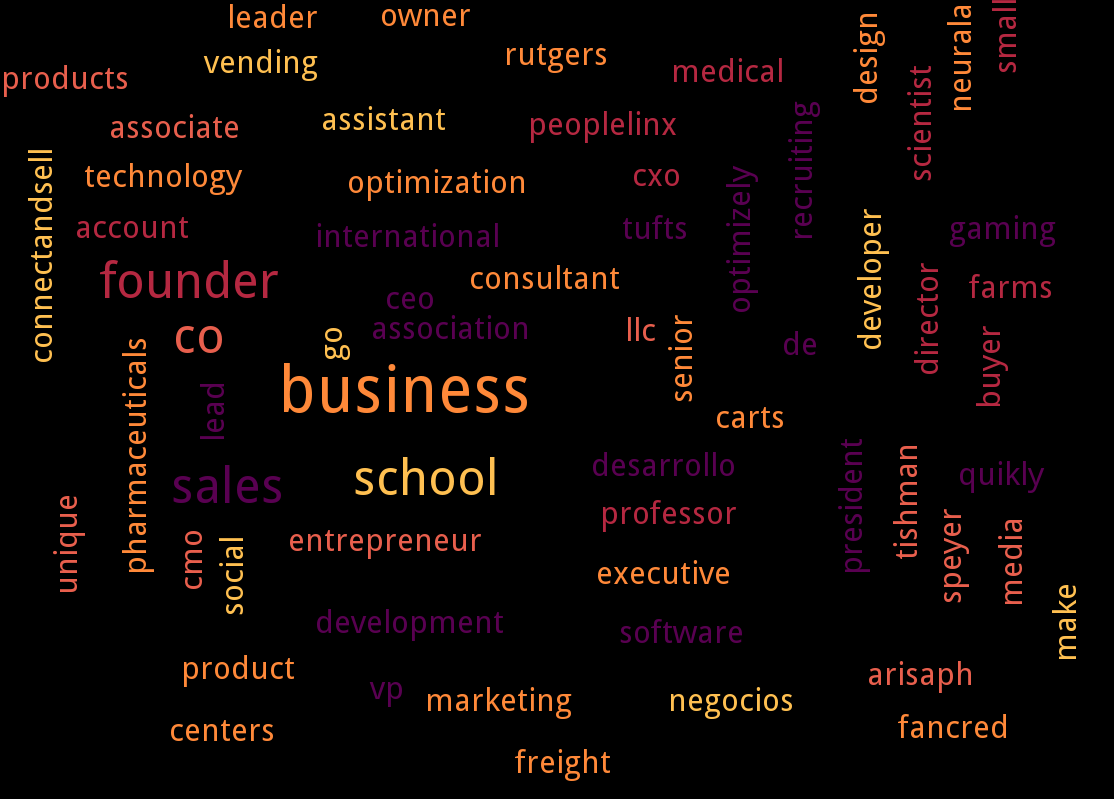 leader
owner
design
neurala
small
rutgers
vending
products
medical
scientist
assistant
associate
peoplelinx
recruiting
connectandsell
technology
optimization
cxo
optimizely
account
international
tufts
developer
gaming
founder
consultant
director
farms
ceo
association
co
go
llc
senior
de
buyer
pharmaceuticals
lead
business
carts
sales
school
desarrollo
president
tishman
quikly
unique
cmo
social
entrepreneur
professor
speyer
media
executive
make
development
software
product
vp
marketing
negocios
arisaph
centers
fancred
freight